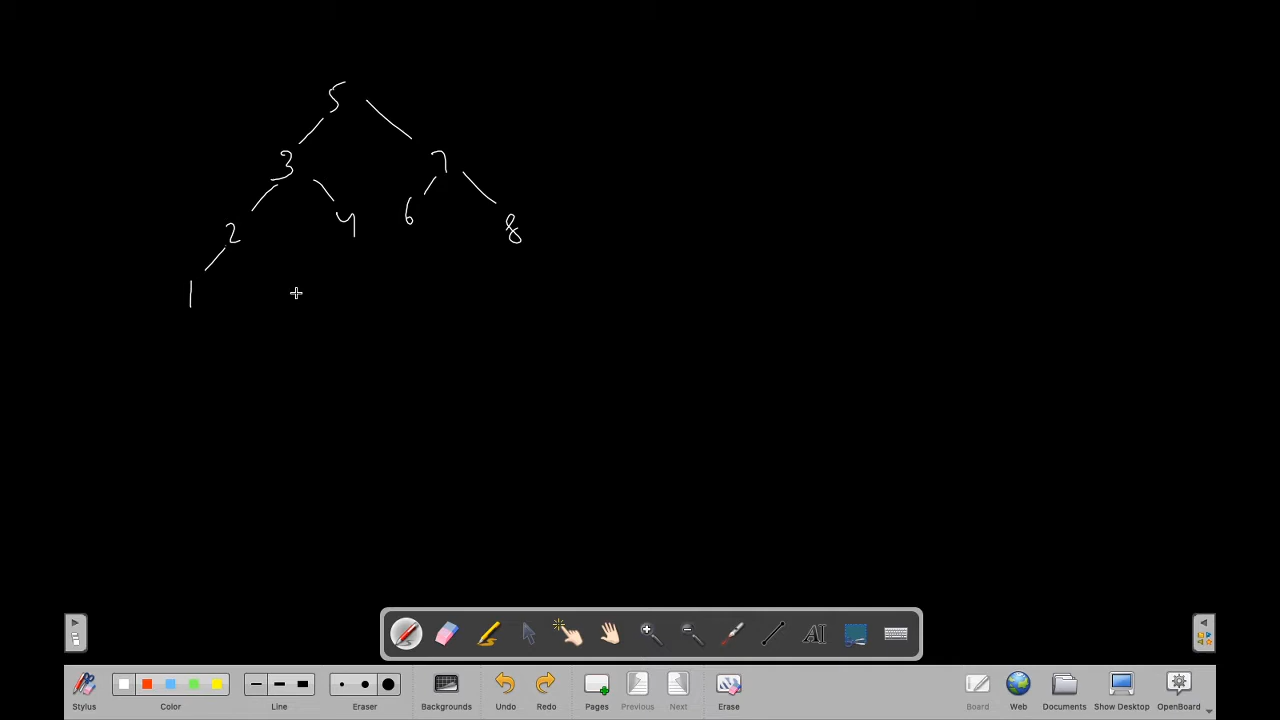 5
3 7
2 4 6 8
1
Stylus Color Line Eraser Backgrounds Undo Redo Pages Previous Next Erase Board Web Documents Show Desktop OpenBoard